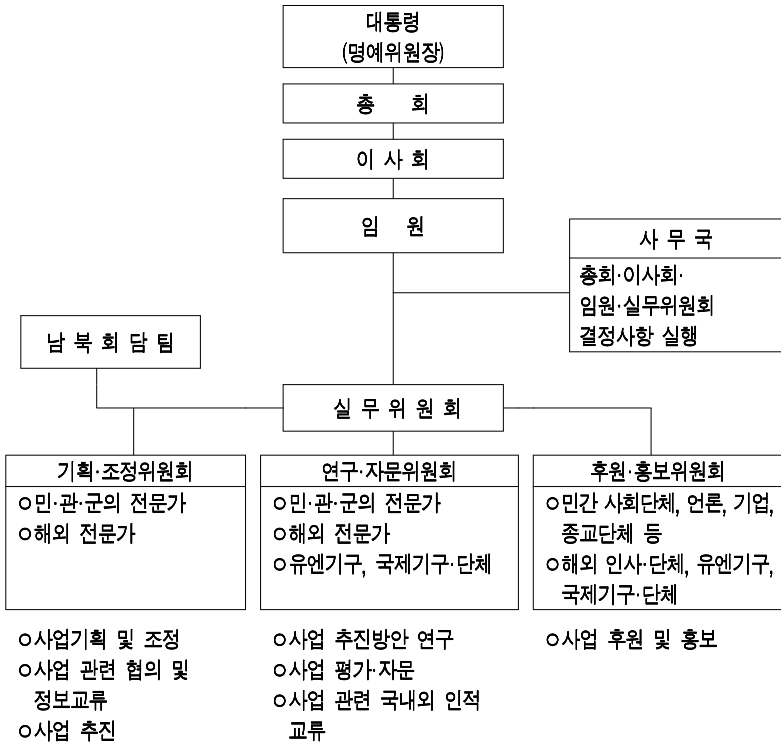 대통령
(명예위원장)
총 회
이 사 회
임 원
사 무 국
총회·이사회·
임원·실무위원회
결정사항 실행
남 북 회 담 팀
실 무 위 원 회
기획·조정위원회
○민·관·군의 전문가
○해외 전문가
연구·자문위원회
○민·관·군의 전문가
○해외 전문가
○유엔기구, 국제기구·단체
후원·홍보위원회
○민간 사회단체, 언론, 기업,
종교단체 등
○해외 인사·단체, 유엔기구,
국제기구·단체
○사업기획 및 조정
○사업 관련 협의 및
정보교류
○사업 추진
○사업 추진방안 연구
○사업 평가·자문
○사업 관련 국내외 인적
교류
○사업 후원 및 홍보